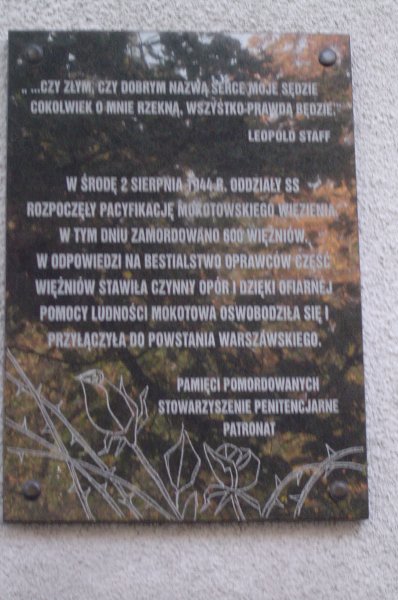 „...CZY ZŁYM, CZY DOBRYM NAZWĄ SERCE MOJE SĘDZIE
COKOLWIEK O MNIE RZEKNĄ, WSZYSTKO PRAWDĄ BĘDZIE."
LEOPOLD STAFF
W ŚRODĘ 2 SIERPNIA 1944 R. ODDZIAŁY SS
ROZPOCZĘŁY PACYFIKACJĘ MOKOTOWSKIEGO WIĘZIENIA
W TYM DNIU ZAMORDOWANO 600 WIĘŹNIÓW.
W ODPOWIEDZI NA BESTIALSTWO OPRAWCÓW CZĘŚĆ
WIĘŹNIÓW STAWIŁA CZYNNY OPÓR I DZIĘKI OFIARNEJ
POMOCY LUDNOŚCI MOKOTOWA OSWOBODZIŁA SIĘ I
PRZYŁĄCZYŁA DO POWSTANIA WARSZAWSKIEGO.
PAMIĘCI POMORDOWANYCH
STOWARZYSZENIE PENITENCJARNE
PATRONAT